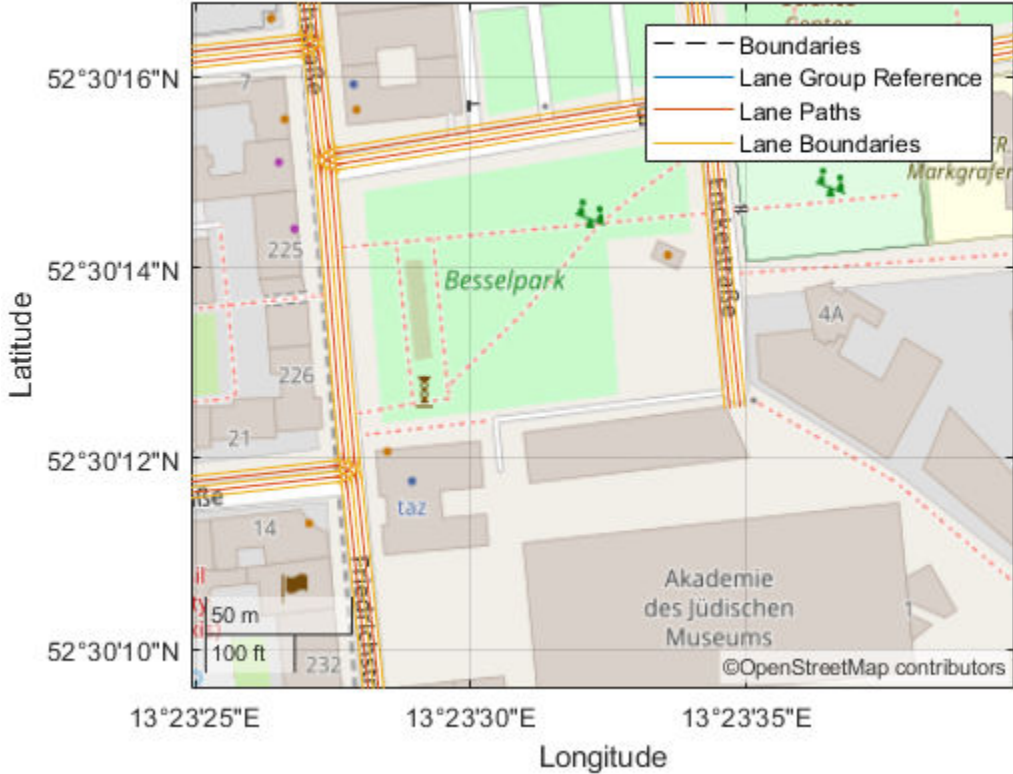 Center
Boundaries
Lane Group Reference
Lane Paths
Lane Boundaries
52°30'16"N
7
Markgrafen
Enckestraße
225
52°30'14"N
Besselpark
4A
226
Latitude
21
52°30'12"N
ße
taz
14
Akademie
des Jüdischen
Museums
1
50 m
100 ft
232
52°30'10"N
©OpenStreetMap contributors
13°23'25"E
13°23'30"E
13°23'35"E
Longitude